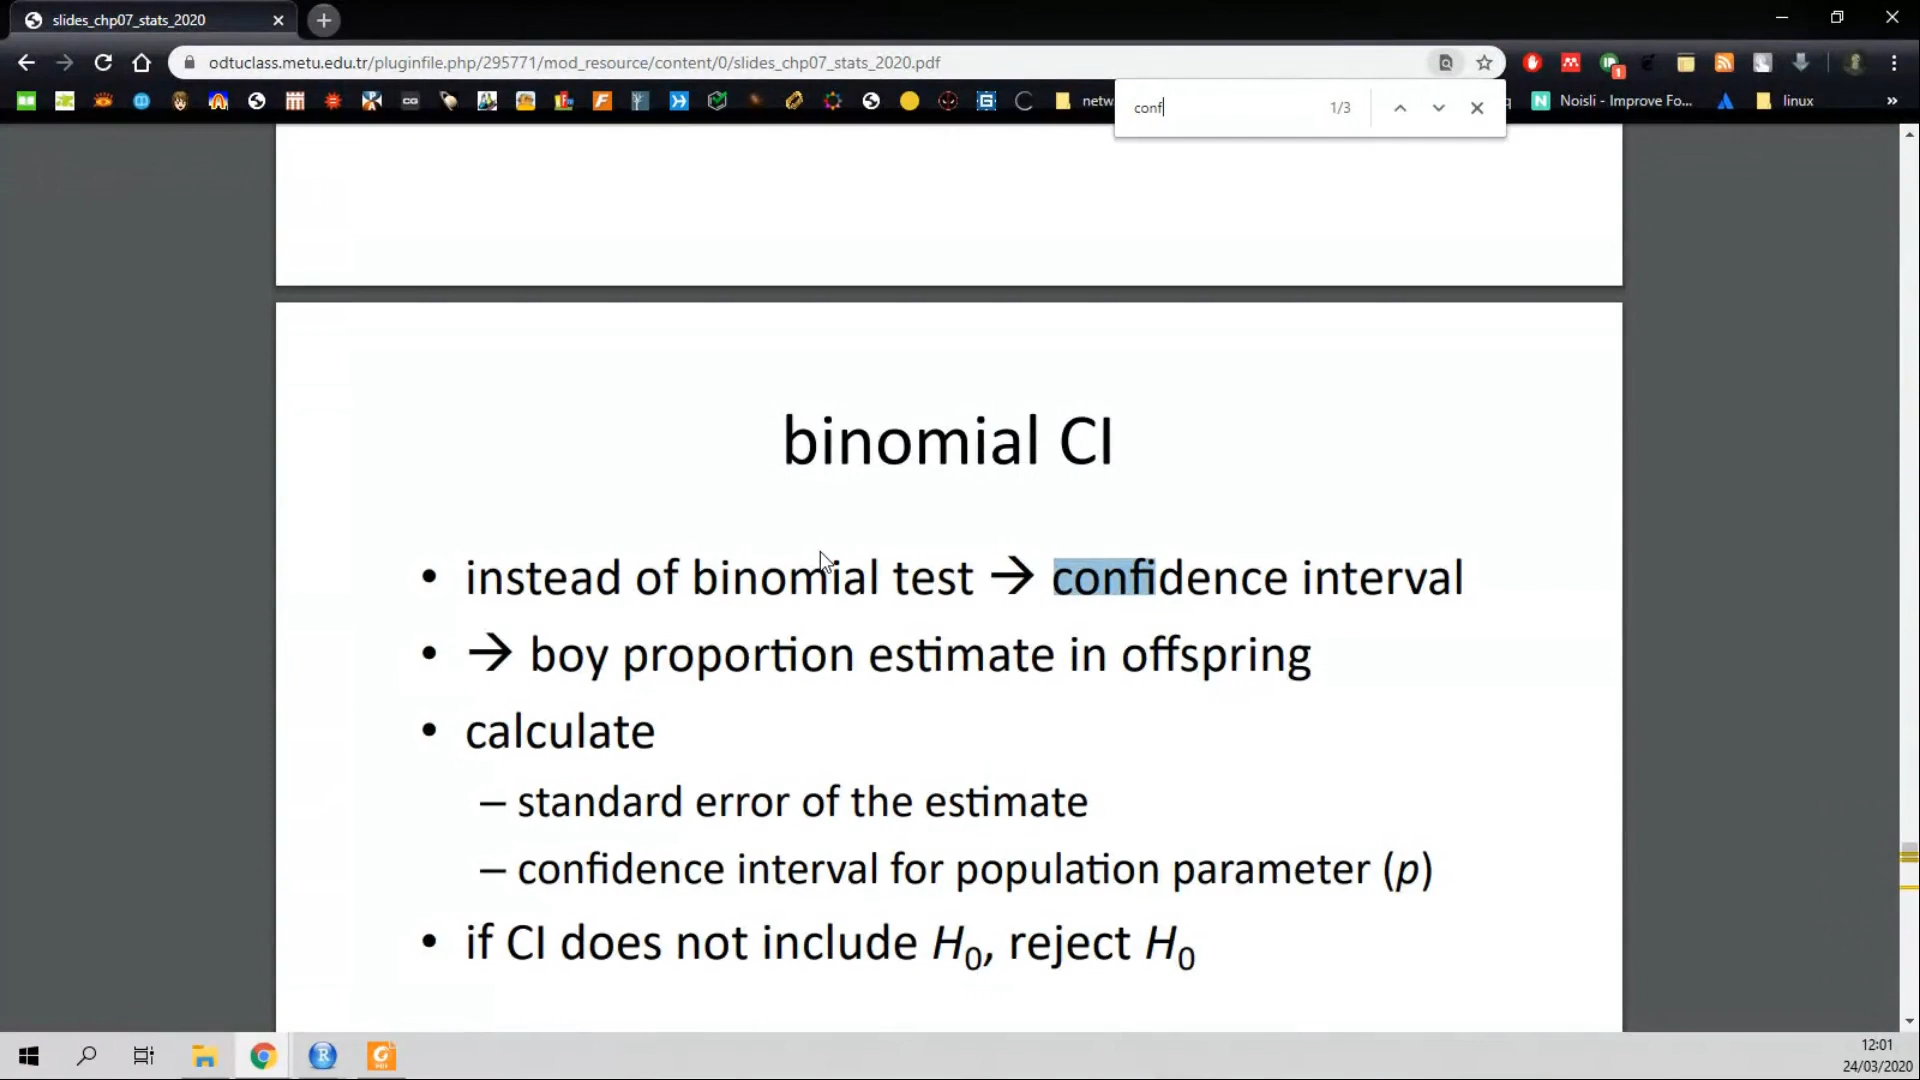 slides_chp07_stats_2020
odtuclass.metu.edu.tr/pluginfile.php/295771/mod_resource/content/0/slides_chp07_stats_2020.pdf
netw
conf 1/3
Noisli - Improve Fo...
linux
binomial CI
• instead of binomial test → confidence interval
• → boy proportion estimate in offspring
• calculate
– standard error of the estimate
– confidence interval for population parameter (p)
• if CI does not include H0, reject H0
12:01
24/03/2020